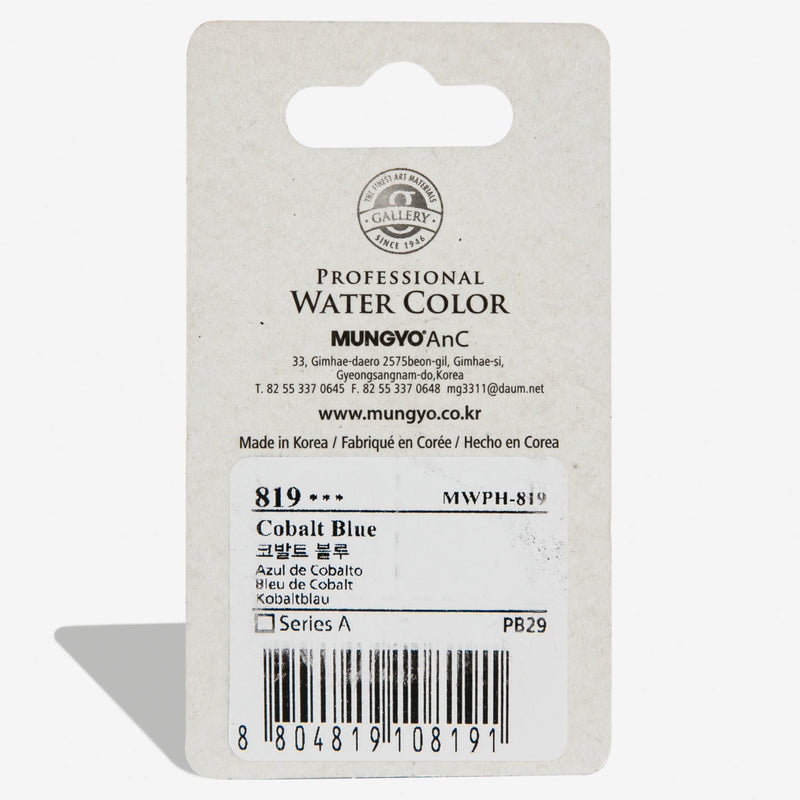 THE FINEST ART MATERIALS
g
GALLERY
SINCE 1946
PROFESSIONAL
WATER COLOR
MUNGYO® AnC
33, Gimhae-daero 2575beon-gil, Gimhae-si,
Gyeongsangnam-do,Korea
T. 82 55 337 0645 F. 82 55 337 0648 mg3311@daum.net
www.mungyo.co.kr
Made in Korea / Fabriqué en Corée / Hecho en Corea
819 *** MWPH-819
Cobalt Blue
코발트 블루
Azul de Cobalto
Bleu de Cobalt
Kobaltblau
Series A PB29
8 804819 108191